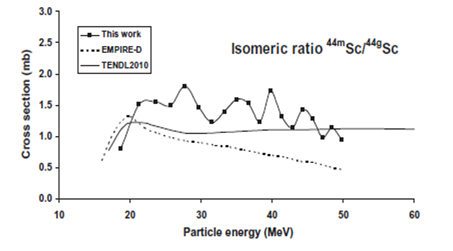 3.0
This work
EMPIRE-D
TENDL2010
Isomeric ratio 44mSc/44gSc
2.5
2.0
1.5
1.0
0.5
0.0
Cross section (mb)
10 20 30 40 50 60
Particle energy (MeV)